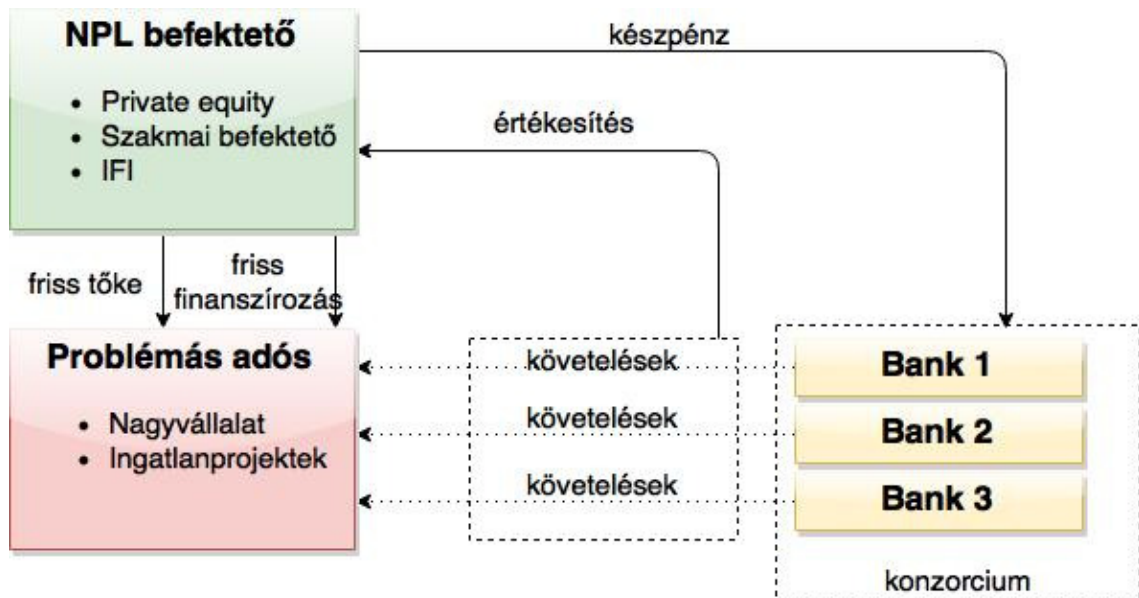 NPL befektető
• Private equity
• Szakmai befektető
• IFI
készpénz
értékesítés
friss tőke
friss
finanszírozás
Problémás adós
• Nagyvállalat
• Ingatlanprojektek
követelések
követelések
követelések
Bank 1
Bank 2
Bank 3
konzorcium